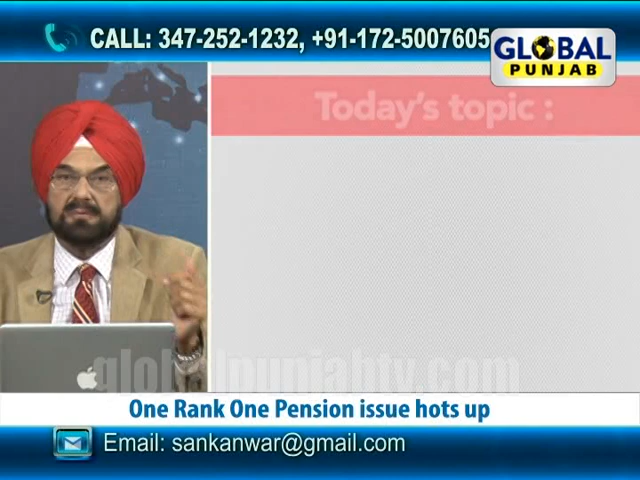 CALL: 347-252-1232, +91-172-5007605
GLOBAL
PUNJAB
Today's topic :
globalpunjabtv.com
One Rank One Pension issue hots up
Email: sankanwar@gmail.com